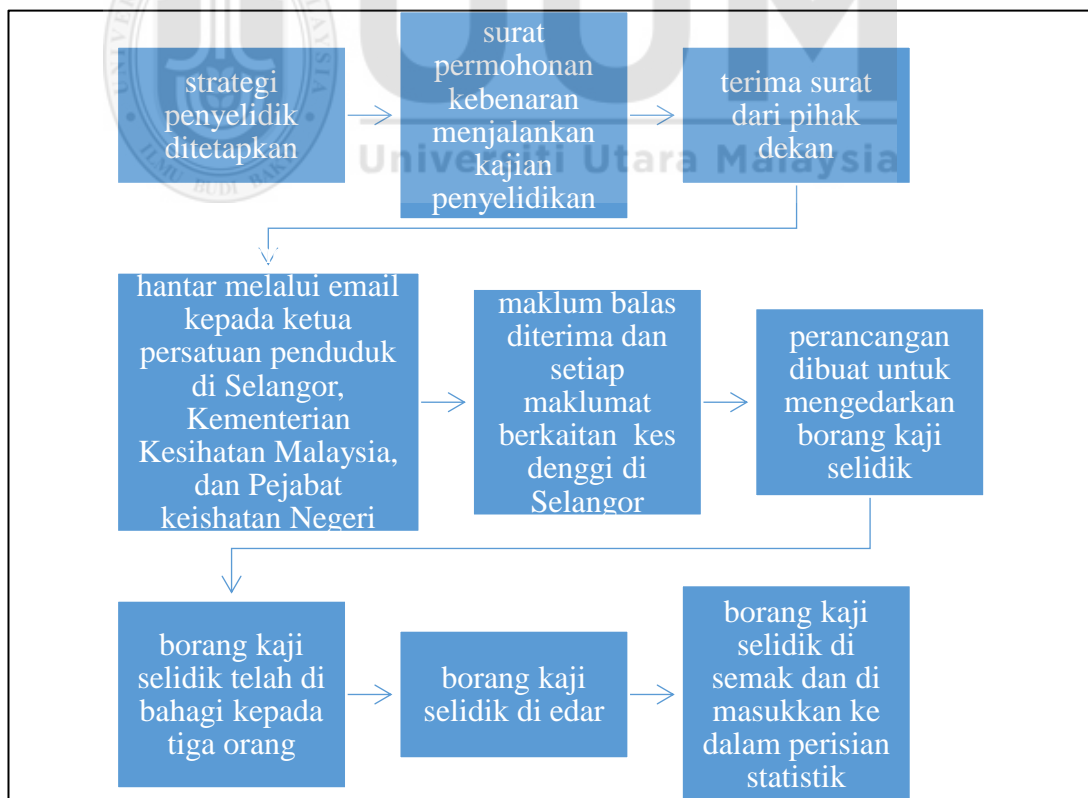 strategi
penyelidik
ditetapkan
surat
permohonan
kebenaran
menjalankan
kajian
penyelidikan
terima surat
dari pihak
dekan
UUM
Universiti Utara Malaysia
ILMU BUDI BAKTI
hantar melalui email
kepada ketua
persatuan penduduk
di Selangor,
Kementerian
Kesihatan Malaysia,
dan Pejabat
keishatan Negeri
maklum balas
diterima dan
setiap
maklumat
berkaitan kes
denggi di
Selangor
perancangan
dibuat untuk
mengedarkan
borang kaji
selidik
borang kaji
selidik telah di
bahagi kepada
tiga orang
borang kaji
selidik di edar
borang kaji
selidik di
semak dan di
masukkan ke
dalam perisian
statistik